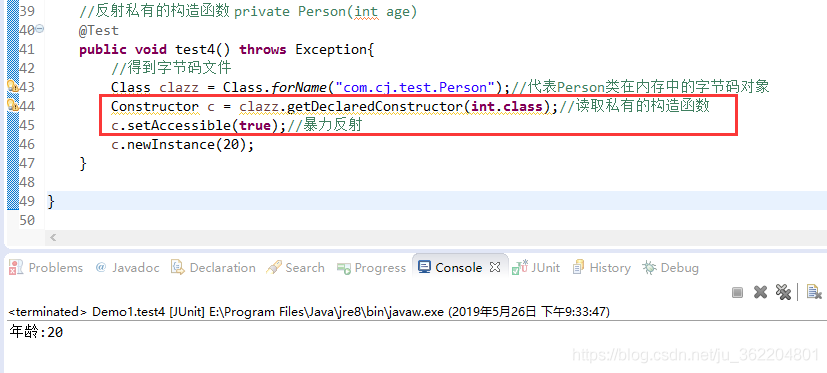 39 //反射私有的构造函数 private Person(int age)
40 @Test
41 public void test4() throws Exception{
42 //得到字节码文件
43 Class clazz = Class.forName("com.cj.test.Person");//代表Person类在内存中的字节码对象
44 Constructor c = clazz.getDeclaredConstructor(int.class);//读取私有的构造函数
45 c.setAccessible(true);//暴力反射
46 c.newInstance(20);
47 }
48
49 }
50
Problems @ Javadoc Declaration Search Progress Console JUnit History Debug
<terminated> Demo1.test4 [JUnit] E:\Program Files\Java\jre8\bin\javaw.exe (2019年5月26日 下午9:33:47)
年龄:20
https://blog.csdn.net/ju_362204801